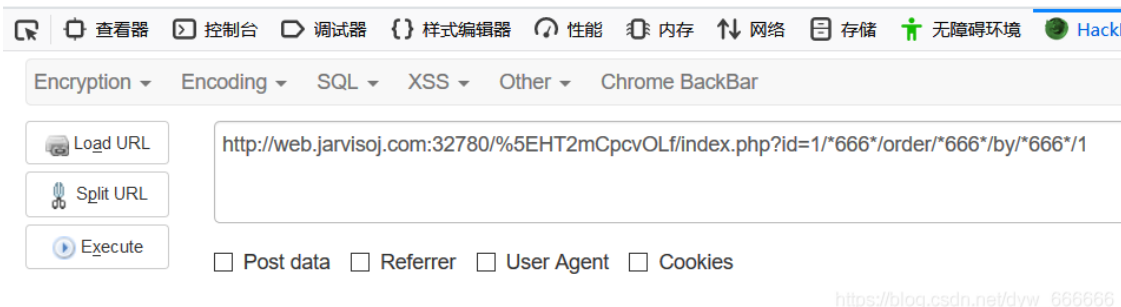 查看器 控制台 调试器 {} 样式编辑器 性能 内存 网络 存储 无障碍环境 Hack
Encryption Encoding SQL XSS Other Chrome BackBar
Load URL http://web.jarvisoj.com:32780/%5EHT2mCpcvOLf/index.php?id=1/*666*/order/*666*/by/*666*/1
Split URL
Execute
Post data Referrer User Agent Cookies
https://blog.csdn.net/dyw_666666